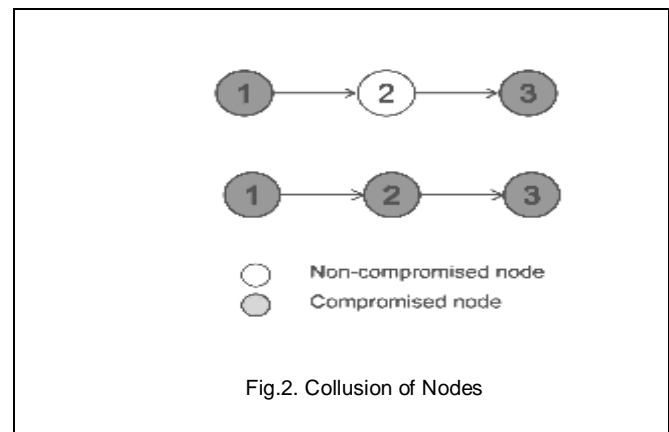 1 2 3
1 2 3
Non-compromised node
Compromised node
Fig.2. Collusion of Nodes